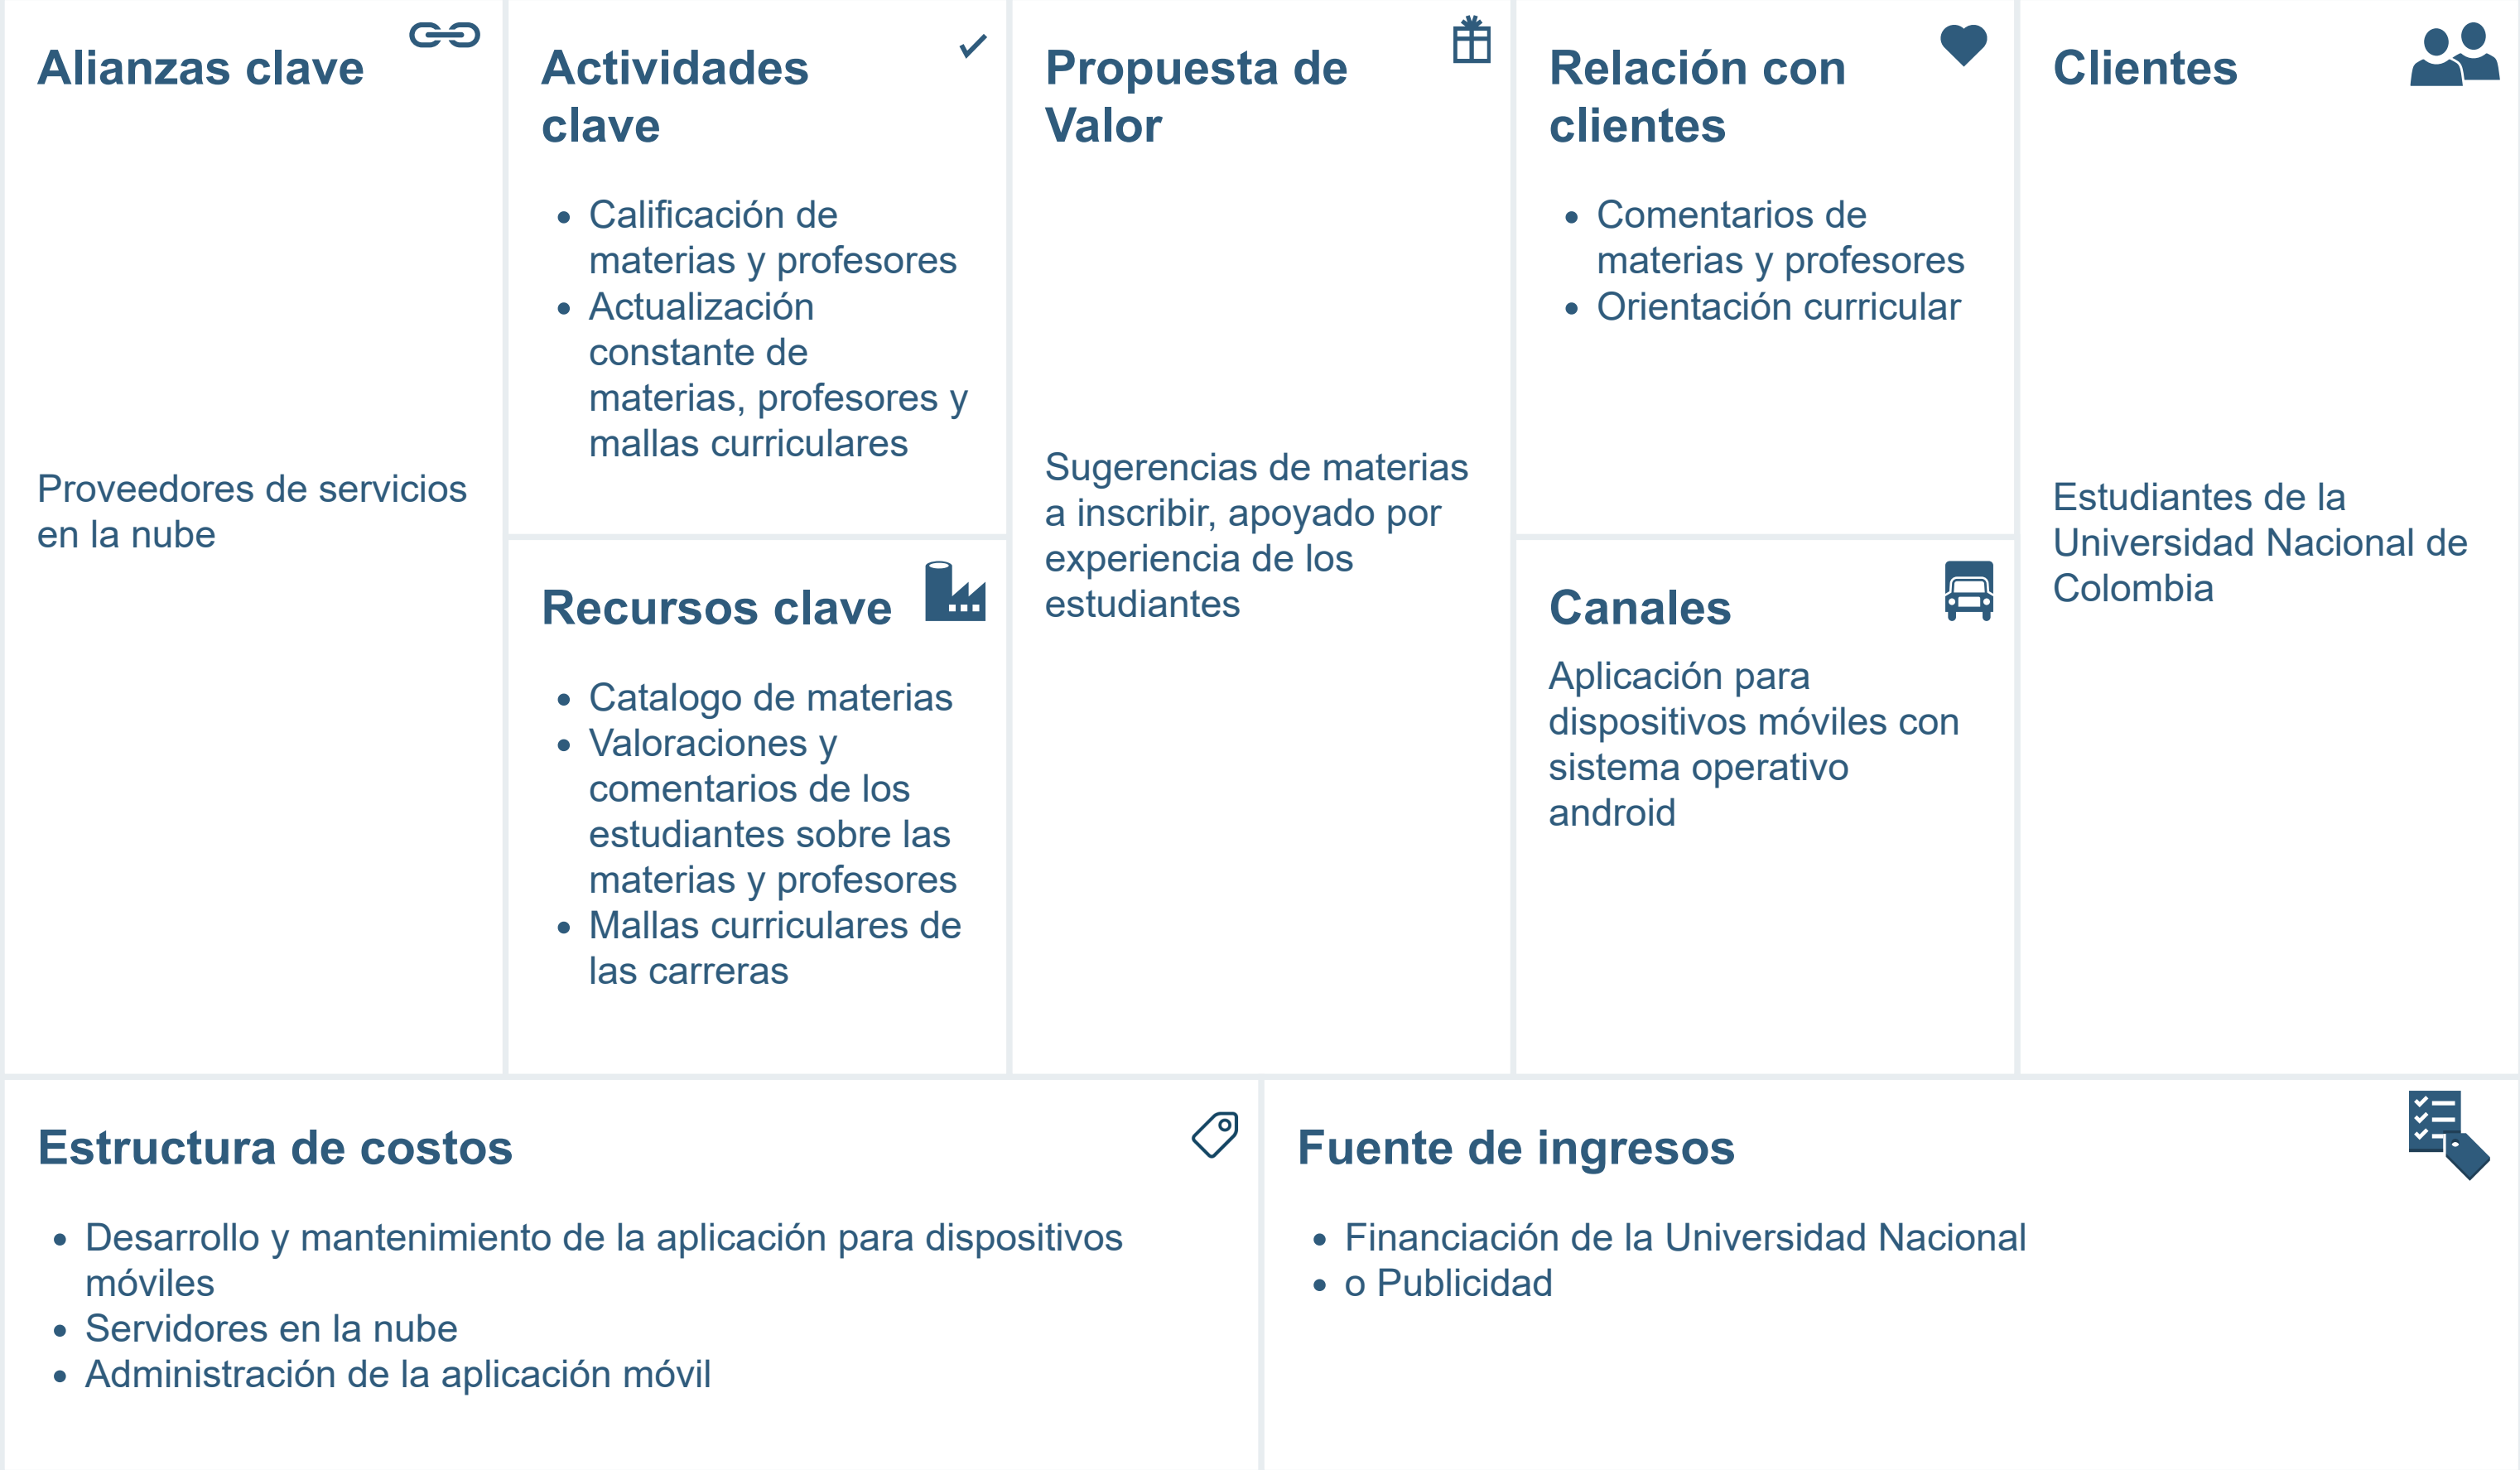 Alianzas clave
Proveedores de servicios
en la nube
Actividades
clave
Calificación de
materias y profesores
Actualización
constante de
materias, profesores y
mallas curriculares
Recursos clave
Catalogo de materias
Valoraciones y
comentarios de los
estudiantes sobre las
materias y profesores
Mallas curriculares de
las carreras
Propuesta de
Valor
Sugerencias de materias
a inscribir, apoyado por
experiencia de los
estudiantes
Relación con
clientes
Comentarios de
materias y profesores
Orientación curricular
Canales
Aplicación para
dispositivos móviles con
sistema operativo
android
Clientes
Estudiantes de la
Universidad Nacional de
Colombia
Estructura de costos
Desarrollo y mantenimiento de la aplicación para dispositivos
móviles
Servidores en la nube
Administración de la aplicación móvil
Fuente de ingresos
Financiación de la Universidad Nacional
o Publicidad